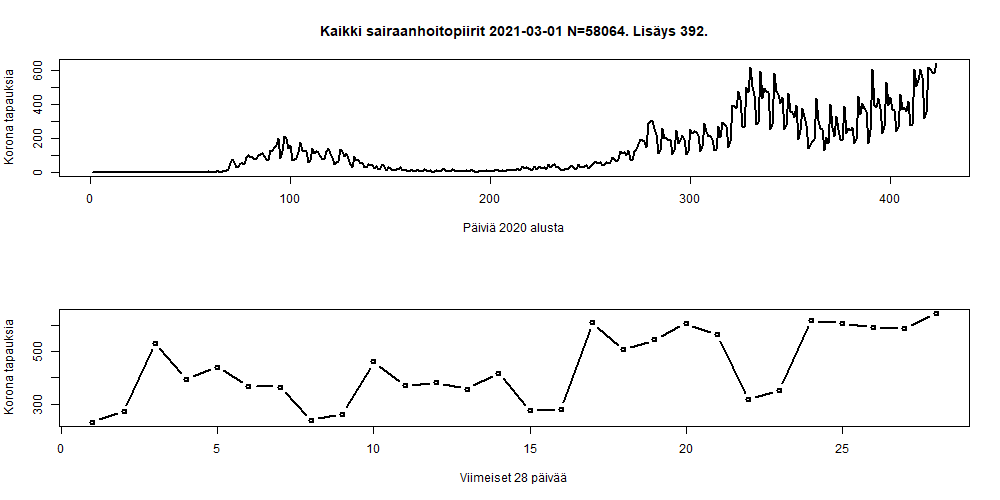 Kaikki sairaanhoitopiirit 2021-03-01 N=58064. Lisäys 392.
Korona tapauksia
0 200 400 600
0 100 200 300 400
Päiviä 2020 alusta
Korona tapauksia
300 500
0 5 10 15 20 25
Viimeiset 28 päivää